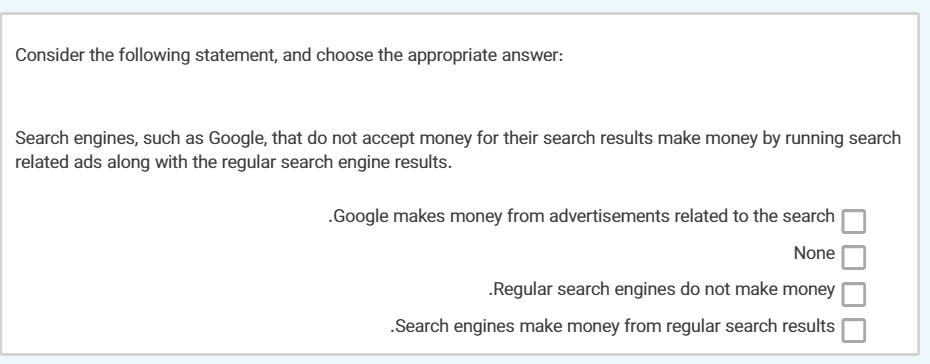 Consider the following statement, and choose the appropriate answer:
Search engines, such as Google, that do not accept money for their search results make money by running search
related ads along with the regular search engine results.
.Google makes money from advertisements related to the search
None
.Regular search engines do not make money
.Search engines make money from regular search results